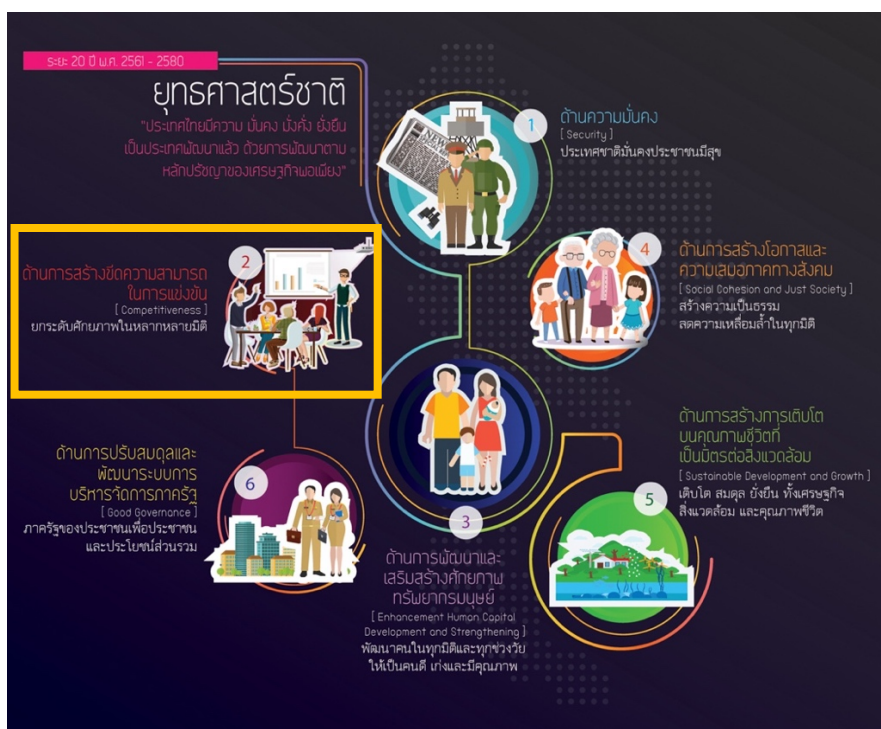 ระยะ 20 ปี พ.ศ. 2561 - 2580
ยุทธศาสตร์ชาติ
"ประเทศไทยมีความ มั่นคง มั่งคั่ง ยั่งยืน
เป็นประเทศพัฒนาแล้ว ด้วยการพัฒนาตาม
หลักปรัชญาของเศรษฐกิจพอเพียง"
1
ด้านความมั่นคง
[ Security ]
ประเทศชาติมั่นคงประชาชนมีสุข
2
ด้านการสร้างขีดความสามารถ
ในการแข่งขัน
[ Competitiveness ]
ยกระดับศักยภาพในหลากหลายมิติ
3
ด้านการพัฒนาและ
เสริมสร้างศักยภาพ
ทรัพยากรมนุษย์
[ Enhancement Human Capital
Development and Strengthening ]
พัฒนาคนในทุกมิติและทุกช่วงวัย
ให้เป็นคนดี เก่งและมีคุณภาพ
4
ด้านการสร้างโอกาสและ
ความเสมอภาคทางสังคม
[ Social Cohesion and Just Society ]
สร้างความเป็นธรรม
ลดความเหลื่อมล้ำในทุกมิติ
5
ด้านการสร้างการเติบโต
บนคุณภาพชีวิตที่
เป็นมิตรต่อสิ่งแวดล้อม
[ Sustainable Development and Growth ]
เติบโต สมดุล ยั่งยืน ทั้งเศรษฐกิจ
สิ่งแวดล้อม และคุณภาพชีวิต
6
ด้านการปรับสมดุลและ
พัฒนาระบบการ
บริหารจัดการภาครัฐ
[ Good Governance ]
ภาครัฐของประชาชนเพื่อประชาชน
และประโยชน์ส่วนรวม